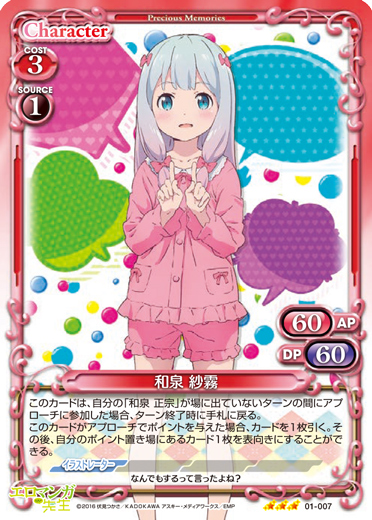 Precious Memories
Character
COST
3
SOURCE
1
60 AP
DP 60
和泉 紗霧
このカードは、自分の「和泉 正宗」が場に出ていないターンの間にアプ
ローチに参加した場合、ターン終了時に手札に戻る。
このカードがアプローチでポイントを与えた場合、カードを1枚引く。そ
の後、自分のポイント置き場にあるカード1枚を表向きにすることがで
きる。
イラストレーター
なんでもするって言ったよね？
エロマンガ
先生
©2016 伏見つかさ／KADOKAWA アスキー・メディアワークス／EMP
01-007